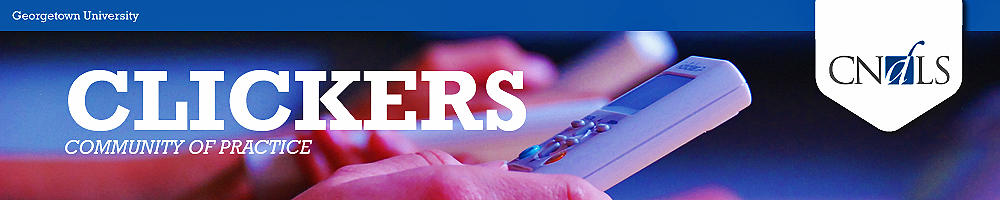 Georgetown University
CLICKERS
COMMUNITY OF PRACTICE
CNdLS